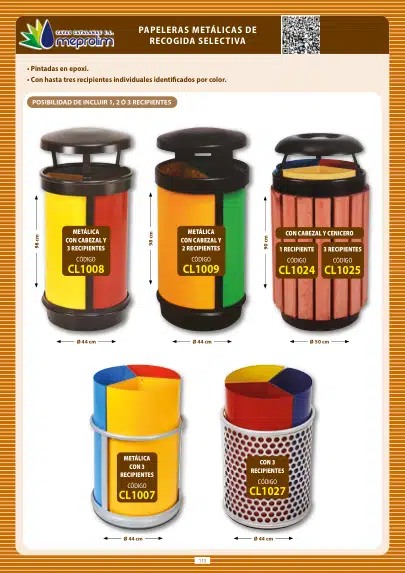 CAYAS CATALANAS S.L.
meprolim
PAPELERAS METÁLICAS DE
RECOGIDA SELECTIVA
• Pintadas en epoxi.
• Con hasta tres recipientes individuales identificados por color.
POSIBILIDAD DE INCLUIR 1, 2 Ó 3 RECIPIENTES
98 cm
METÁLICA
CON CABEZAL Y
3 RECIPIENTES
CÓDIGO
CL1008
Ø 44 cm
98 cm
METÁLICA
CON CABEZAL Y
2 RECIPIENTES
CÓDIGO
CL1009
Ø 44 cm
90 cm
CON CABEZAL Y CENICERO
1 RECIPIENTE
CÓDIGO
CL1024
3 RECIPIENTES
CÓDIGO
CL1025
Ø 50 cm
METÁLICA
CON 3
RECIPIENTES
CÓDIGO
CL1007
Ø 44 cm
CON 3
RECIPIENTES
CÓDIGO
CL1027
Ø 44 cm